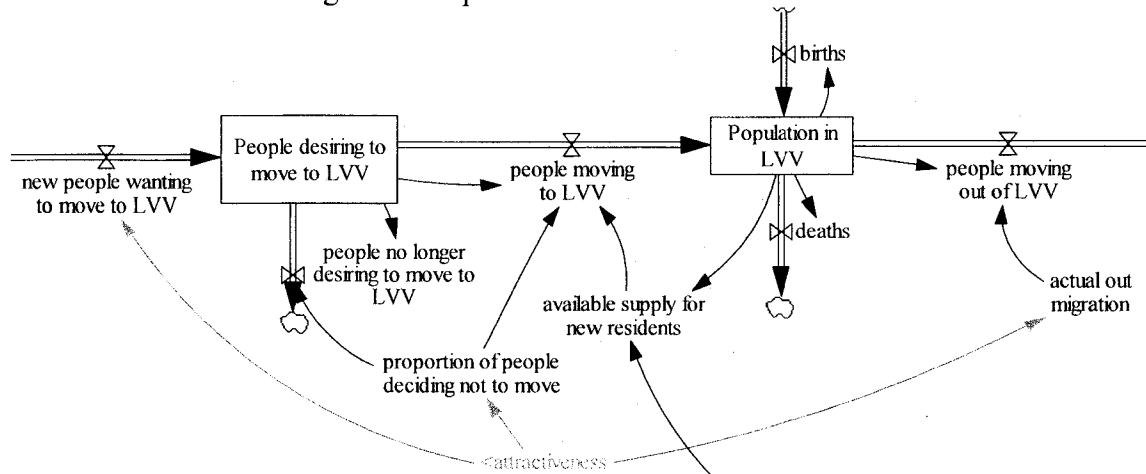 births
People desiring to
move to LVV
Population in
LVV
new people wanting
to move to LVV
people moving
to LVV
people moving
out of LVV
deaths
people no longer
desiring to move to
LVV
available supply for
new residents
actual out
migration
proportion of people
deciding not to move
<attractiveness